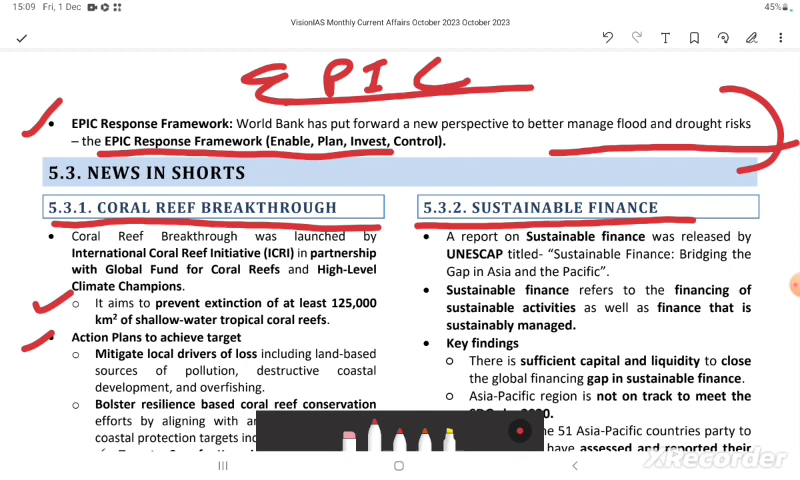 15:09 Fri, 1 Dec
45%
VisionIAS Monthly Current Affairs October 2023 October 2023
EPIC
• EPIC Response Framework: World Bank has put forward a new perspective to better manage flood and drought risks
– the EPIC Response Framework (Enable, Plan, Invest, Control).
5.3. NEWS IN SHORTS
5.3.1. CORAL REEF BREAKTHROUGH
• Coral Reef Breakthrough was launched by
International Coral Reef Initiative (ICRI) in partnership
with Global Fund for Coral Reefs and High-Level
Climate Champions.
o It aims to prevent extinction of at least 125,000
km² of shallow-water tropical coral reefs.
• Action Plans to achieve target
o Mitigate local drivers of loss including land-based
sources of pollution, destructive coastal
development, and overfishing.
o Bolster resilience based coral reef conservation
efforts by aligning with
coastal protection targets
5.3.2. SUSTAINABLE FINANCE
• A report on Sustainable finance was released by
UNESCAP titled- “Sustainable Finance: Bridging the
Gap in Asia and the Pacific”.
• Sustainable finance refers to the financing of
sustainable activities as well as finance that is
sustainably managed.
• Key findings
o There is sufficient capital and liquidity to close
the global financing gap in sustainable finance.
o Asia-Pacific region is not on track to meet the
51 Asia-Pacific countries party to
have assessed and reported their
XRecorder